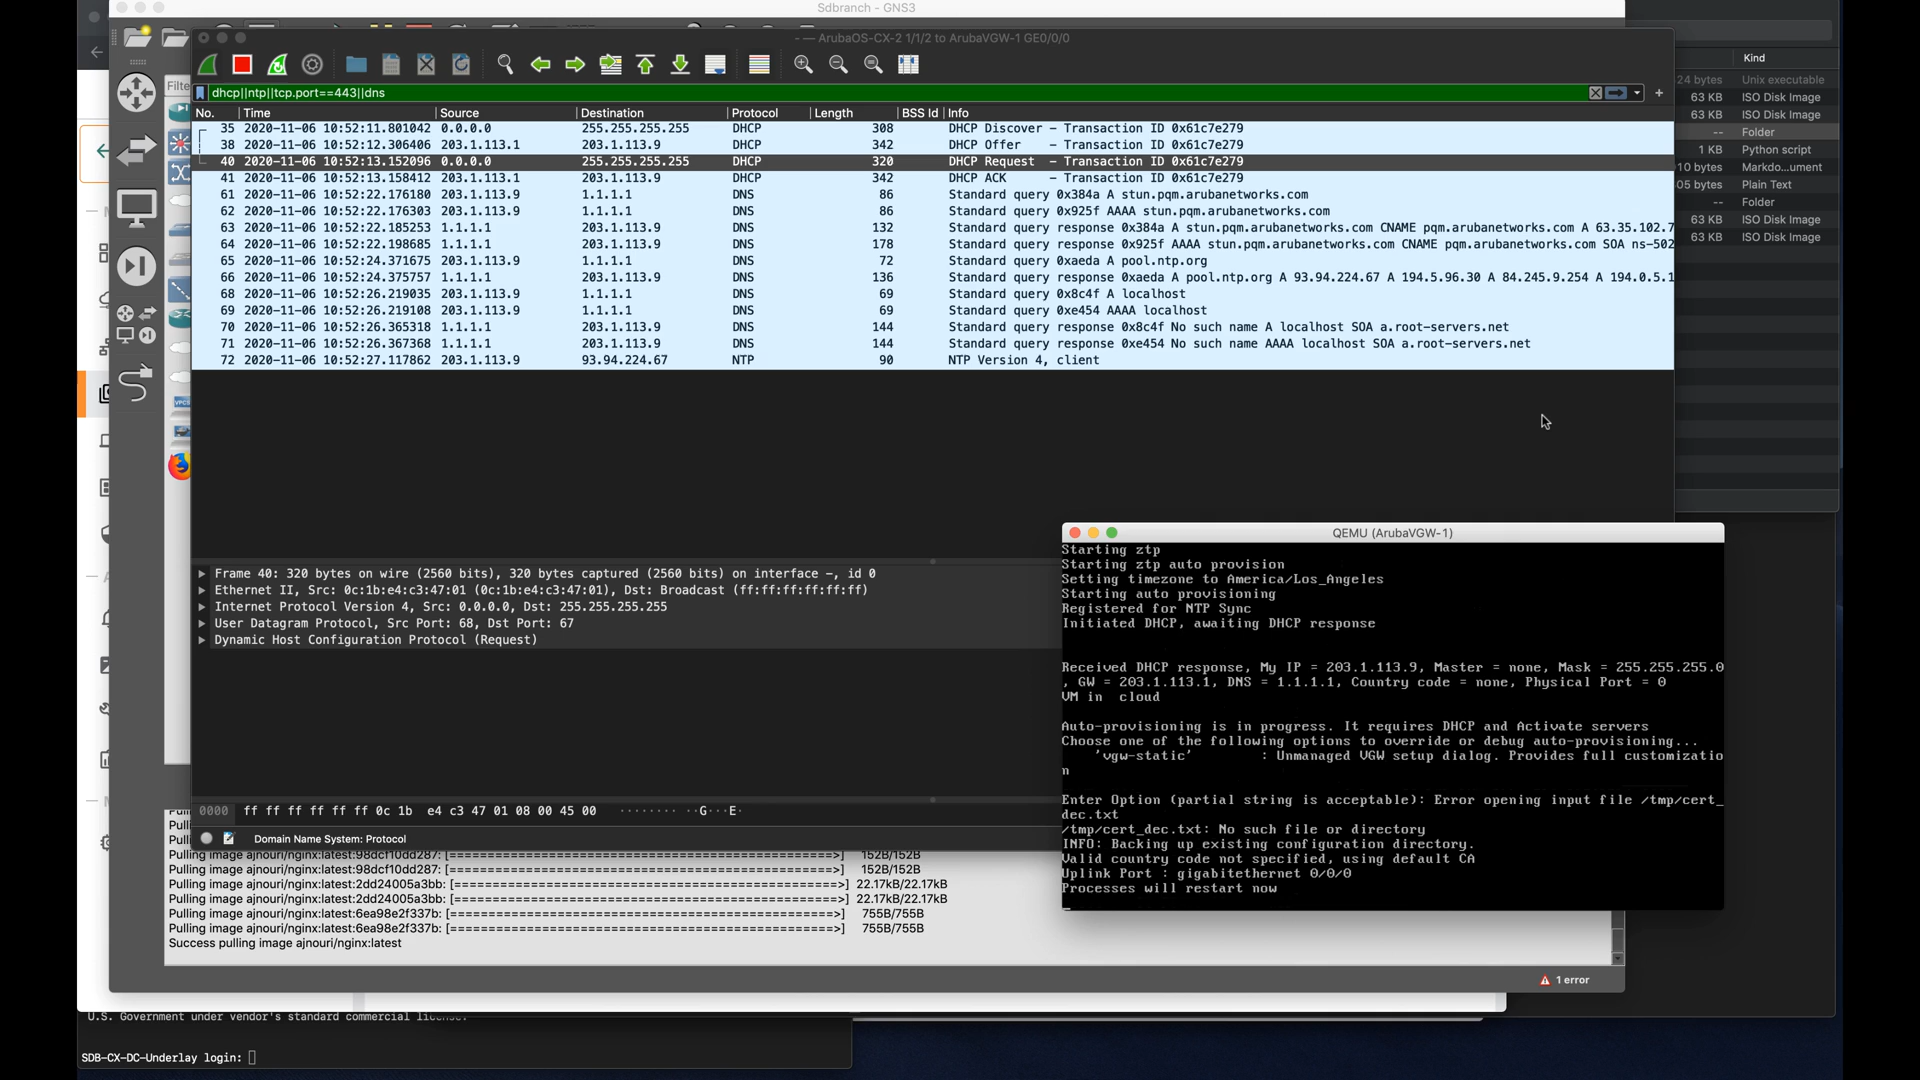 Sdbranch - GNS3
- — ArubaOS-CX-2 1/1/2 to ArubaVGW-1 GE0/0/0
Kind
24 bytes Unix executable
63 KB ISO Disk Image
63 KB ISO Disk Image
-- Folder
1 KB Python script
10 bytes Markdo...ument
05 bytes Plain Text
-- Folder
63 KB ISO Disk Image
63 KB ISO Disk Image
Filte
dhcp||ntp||tcp.port==443||dns
No. Time Source Destination Protocol Length BSS Id Info
35 2020-11-06 10:52:11.801042 0.0.0.0 255.255.255.255 DHCP 308 DHCP Discover – Transaction ID 0x61c7e279
38 2020-11-06 10:52:12.306406 203.1.113.1 203.1.113.9 DHCP 342 DHCP Offer – Transaction ID 0x61c7e279
40 2020-11-06 10:52:13.152096 0.0.0.0 255.255.255.255 DHCP 320 DHCP Request – Transaction ID 0x61c7e279
41 2020-11-06 10:52:13.158412 203.1.113.1 203.1.113.9 DHCP 342 DHCP ACK – Transaction ID 0x61c7e279
61 2020-11-06 10:52:22.176180 203.1.113.9 1.1.1.1 DNS 86 Standard query 0x384a A stun.pqm.arubanetworks.com
62 2020-11-06 10:52:22.176303 203.1.113.9 1.1.1.1 DNS 86 Standard query 0x925f AAAA stun.pqm.arubanetworks.com
63 2020-11-06 10:52:22.185253 1.1.1.1 203.1.113.9 DNS 132 Standard query response 0x384a A stun.pqm.arubanetworks.com CNAME pqm.arubanetworks.com A 63.35.102.7
64 2020-11-06 10:52:22.198685 1.1.1.1 203.1.113.9 DNS 178 Standard query response 0x925f AAAA stun.pqm.arubanetworks.com CNAME pqm.arubanetworks.com SOA ns-502
65 2020-11-06 10:52:24.371675 203.1.113.9 1.1.1.1 DNS 72 Standard query 0xaeda A pool.ntp.org
66 2020-11-06 10:52:24.375757 1.1.1.1 203.1.113.9 DNS 136 Standard query response 0xaeda A pool.ntp.org A 93.94.224.67 A 194.5.96.30 A 84.245.9.254 A 194.0.5.1
68 2020-11-06 10:52:26.219035 203.1.113.9 1.1.1.1 DNS 69 Standard query 0x8c4f A localhost
69 2020-11-06 10:52:26.219108 203.1.113.9 1.1.1.1 DNS 69 Standard query 0xe454 AAAA localhost
70 2020-11-06 10:52:26.365318 1.1.1.1 203.1.113.9 DNS 144 Standard query response 0x8c4f No such name A localhost SOA a.root-servers.net
71 2020-11-06 10:52:26.367368 1.1.1.1 203.1.113.9 DNS 144 Standard query response 0xe454 No such name AAAA localhost SOA a.root-servers.net
72 2020-11-06 10:52:27.117862 203.1.113.9 93.94.224.67 NTP 90 NTP Version 4, client
VPCS
Frame 40: 320 bytes on wire (2560 bits), 320 bytes captured (2560 bits) on interface -, id 0
Ethernet II, Src: 0c:1b:e4:c3:47:01 (0c:1b:e4:c3:47:01), Dst: Broadcast (ff:ff:ff:ff:ff:ff)
Internet Protocol Version 4, Src: 0.0.0.0, Dst: 255.255.255.255
User Datagram Protocol, Src Port: 68, Dst Port: 67
Dynamic Host Configuration Protocol (Request)
0000 ff ff ff ff ff ff 0c 1b e4 c3 47 01 08 00 45 00 ········ ··G···E·
Domain Name System: Protocol
QEMU (ArubaVGW-1)
Starting ztp
Starting ztp auto provision
Setting timezone to America/Los_Angeles
Starting auto provisioning
Registered for NTP Sync
Initiated DHCP, awaiting DHCP response
Received DHCP response, My IP = 203.1.113.9, Master = none, Mask = 255.255.255.0
, GW = 203.1.113.1, DNS = 1.1.1.1, Country code = none, Physical Port = 0
VM in cloud
Auto-provisioning is in progress. It requires DHCP and Activate servers
Choose one of the following options to override or debug auto-provisioning...
'vgw-static' : Unmanaged VGW setup dialog. Provides full customizatio
n
Enter Option (partial string is acceptable): Error opening input file /tmp/cert_
dec.txt
/tmp/cert_dec.txt: No such file or directory
INFO: Backing up existing configuration directory.
Valid country code not specified, using default CA
Uplink Port : gigabitethernet 0/0/0
Processes will restart now
Pulli
Pulli
Pulli
Pulling image ajnouri/nginx:latest:98dcf10dd287: [==================================================>] 152B/152B
Pulling image ajnouri/nginx:latest:98dcf10dd287: [==================================================>] 152B/152B
Pulling image ajnouri/nginx:latest:2dd24005a3bb: [==================================================>] 22.17kB/22.17kB
Pulling image ajnouri/nginx:latest:2dd24005a3bb: [==================================================>] 22.17kB/22.17kB
Pulling image ajnouri/nginx:latest:6ea98e2f337b: [==================================================>] 755B/755B
Pulling image ajnouri/nginx:latest:6ea98e2f337b: [==================================================>] 755B/755B
Success pulling image ajnouri/nginx:latest
1 error
U.S. Government under vendor's standard commercial license.
SDB-CX-DC-Underlay login: